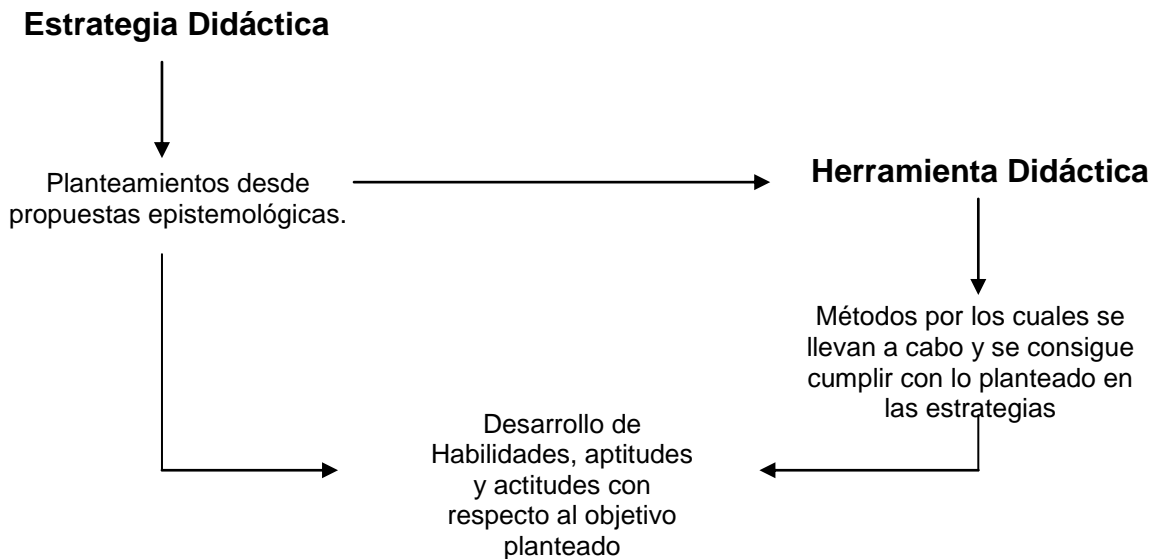 Estrategia Didáctica
Planteamientos desde
propuestas epistemológicas.
Herramienta Didáctica
Métodos por los cuales se
llevan a cabo y se consigue
cumplir con lo planteado en
las estrategias
Desarrollo de
Habilidades, aptitudes
y actitudes con
respecto al objetivo
planteado